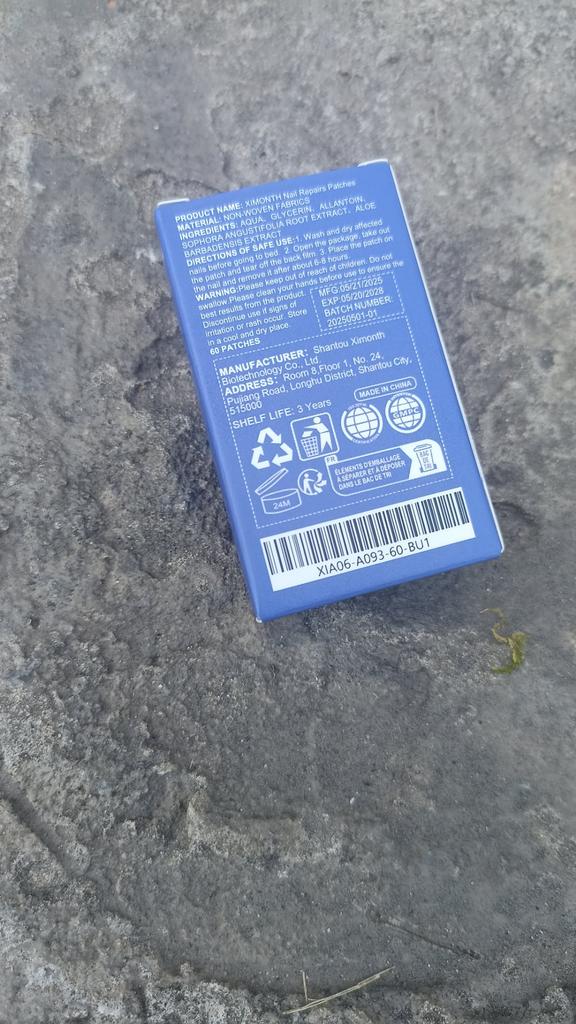 PRODUCT NAME: XIMONTH Nail Repairs Patches
MATERIAL: NON-WOVEN FABRICS
INGREDIENTS: AQUA, GLYCERIN, ALLANTOIN,
SOPHORA ANGUSTIFOLIA ROOT EXTRACT, ALOE
BARBADENSIS EXTRACT
DIRECTIONS OF SAFE USE:1. Wash and dry affected
nails before going to bed 2. Open the package, take out
the patch and tear off the back film. 3. Place the patch on
the nail and remove it after about 6-8 hours.
WARNING:Please keep out of reach of children. Do not
swallow.Please clean your hands before use to ensure the
best results from the product.
Discontinue use if signs of
irritation or rash occur. Store
in a cool and dry place.
60 PATCHES
MFG:05/21/2025
EXP:05/20/2028
BATCH NUMBER:
20250501-01
MANUFACTURER: Shantou Ximonth
Biotechnology Co., Ltd.
ADDRESS: Room 8,Floor 1, No. 24,
Pujiang Road, Longhu District, Shantou City,
515000
SHELF LIFE: 3 Years
MADE IN CHINA
GMPC
24M
FR
ÉLÉMENTS D'EMBALLAGE
À SÉPARER ET À DÉPOSER
DANS LE BAC DE TRI
BAC
DE
TRI
XIA06-A093-60-BU1